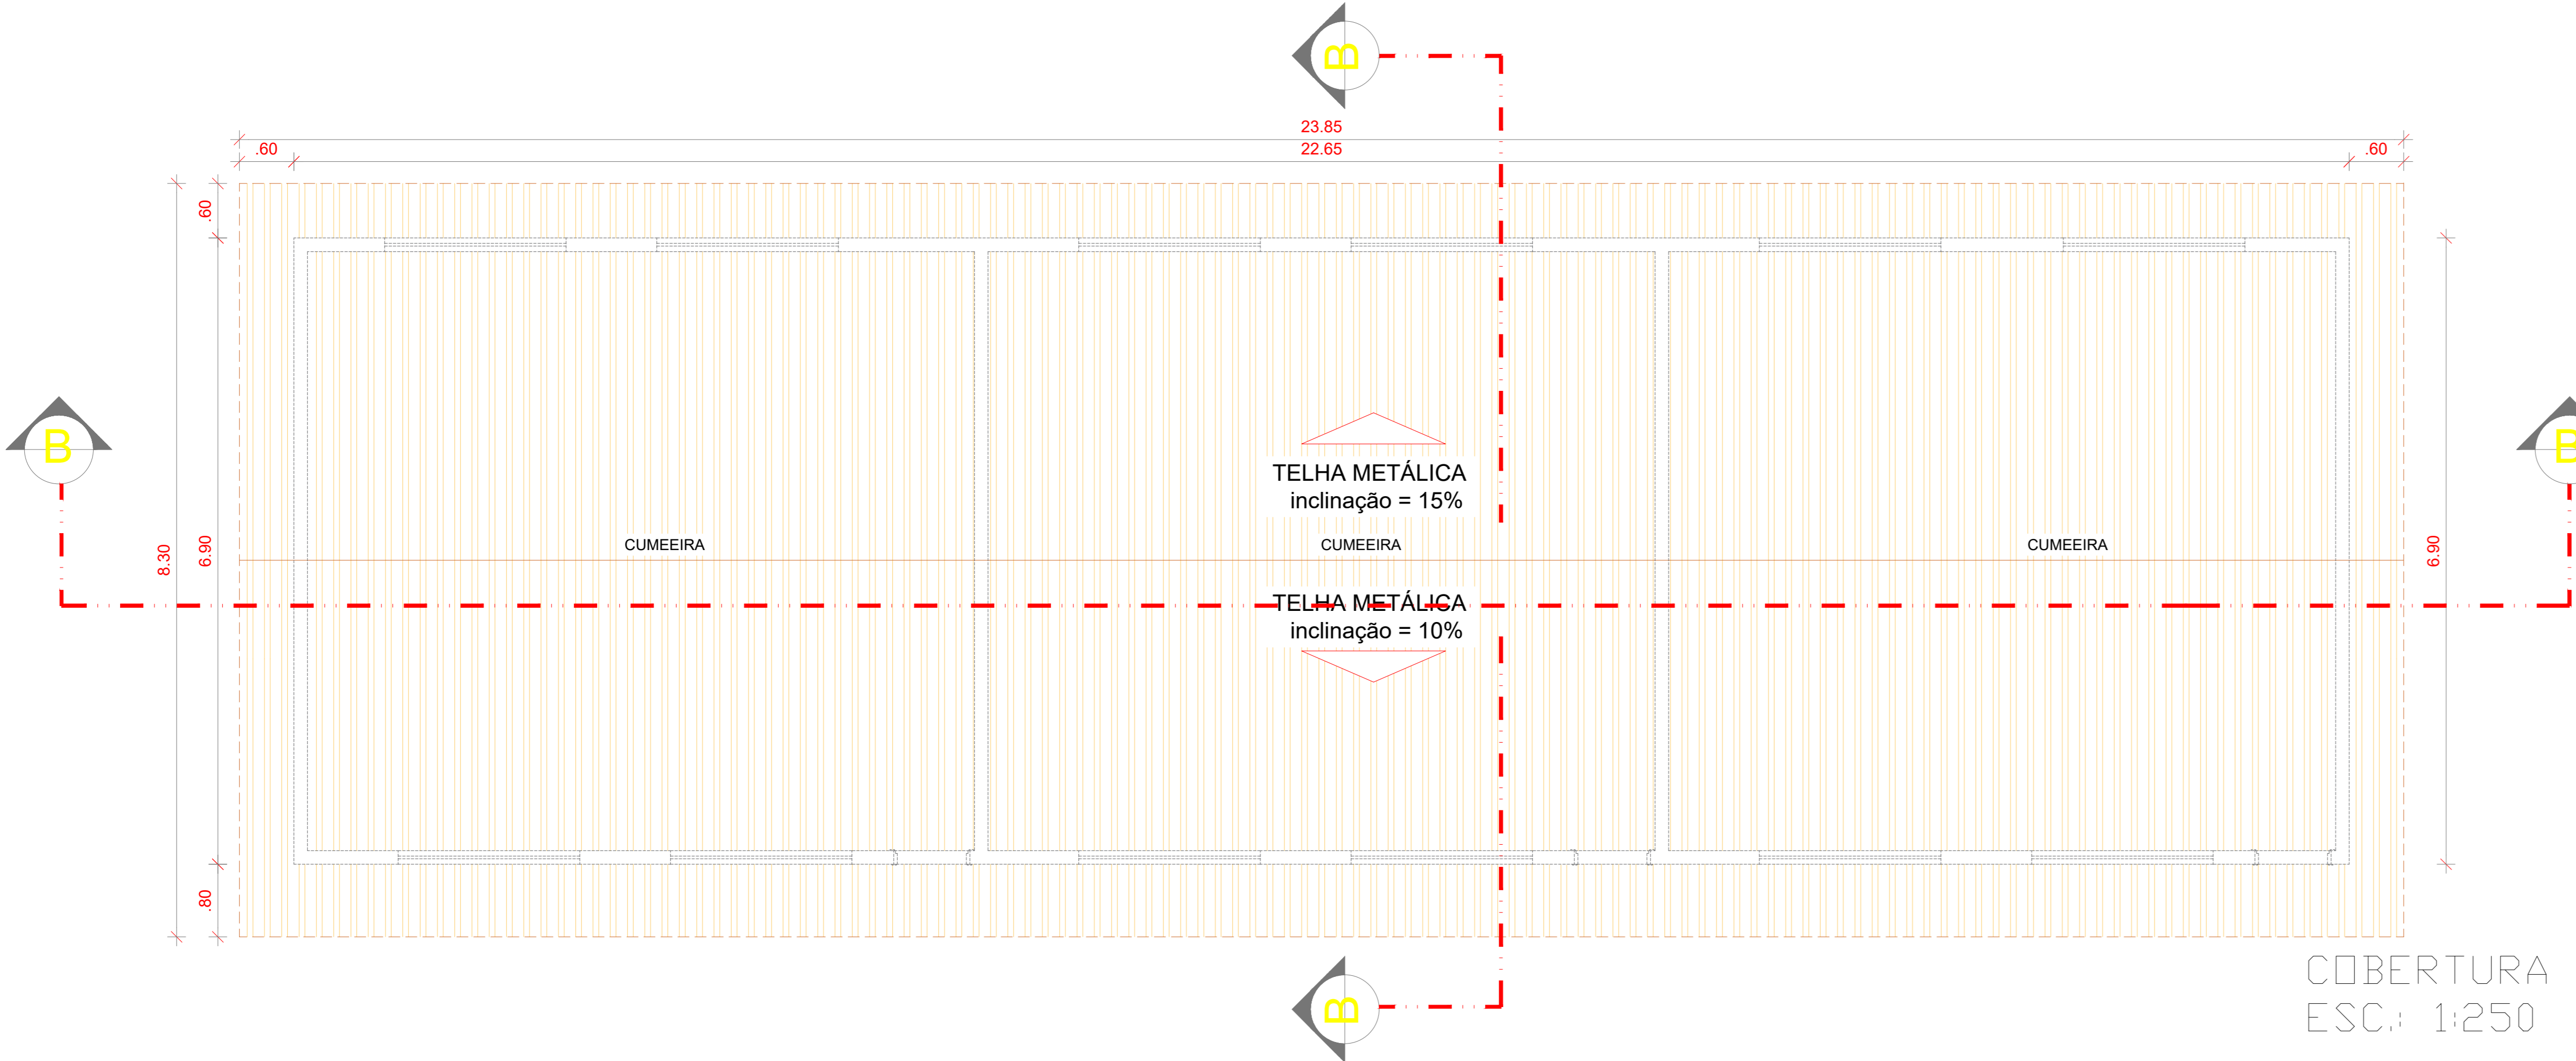 B
23.85
.60
22.65
.60
.60
B
B
TELHA METÁLICA
inclinação = 15%
CUMEEIRA
CUMEEIRA
CUMEEIRA
8.30
6.90
6.90
TELHA METÁLICA
inclinação = 10%
.80
B
COBERTURA
ESC.: 1:250